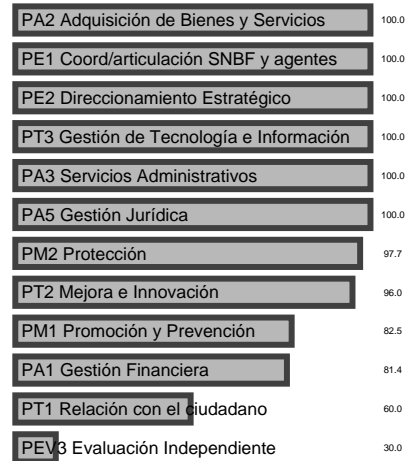 PA2 Adquisición de Bienes y Servicios 100.0
PE1 Coord/articulación SNBF y agentes 100.0
PE2 Direccionamiento Estratégico 100.0
PT3 Gestión de Tecnología e Información 100.0
PA3 Servicios Administrativos 100.0
PA5 Gestión Jurídica 100.0
PM2 Protección 97.7
PT2 Mejora e Innovación 96.0
PM1 Promoción y Prevención 82.5
PA1 Gestión Financiera 81.4
PT1 Relación con el ciudadano 60.0
PEV3 Evaluación Independiente 30.0